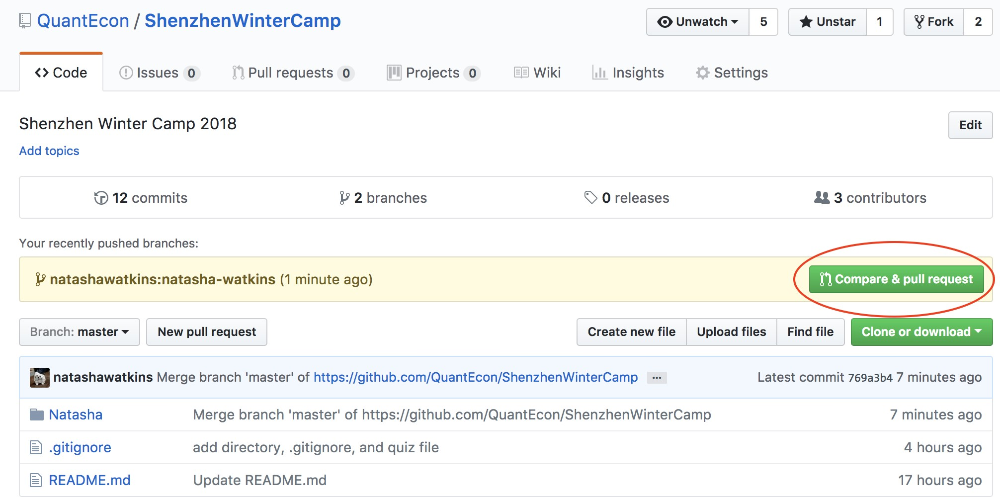 QuantEcon / ShenzhenWinterCamp Unwatch 5 Unstar 1 Fork 2
Code Issues 0 Pull requests 0 Projects 0 Wiki Insights Settings
Shenzhen Winter Camp 2018 Edit
Add topics
12 commits 2 branches 0 releases 3 contributors
Your recently pushed branches:
natashawatkins:natasha-watkins (1 minute ago) Compare & pull request
Branch: master New pull request Create new file Upload files Find file Clone or download
natashawatkins Merge branch 'master' of https://github.com/QuantEcon/ShenzhenWinterCamp ... Latest commit 769a3b4 7 minutes ago
Natasha Merge branch 'master' of https://github.com/QuantEcon/ShenzhenWinterCamp 7 minutes ago
.gitignore add directory, .gitignore, and quiz file 4 hours ago
README.md Update README.md 17 hours ago